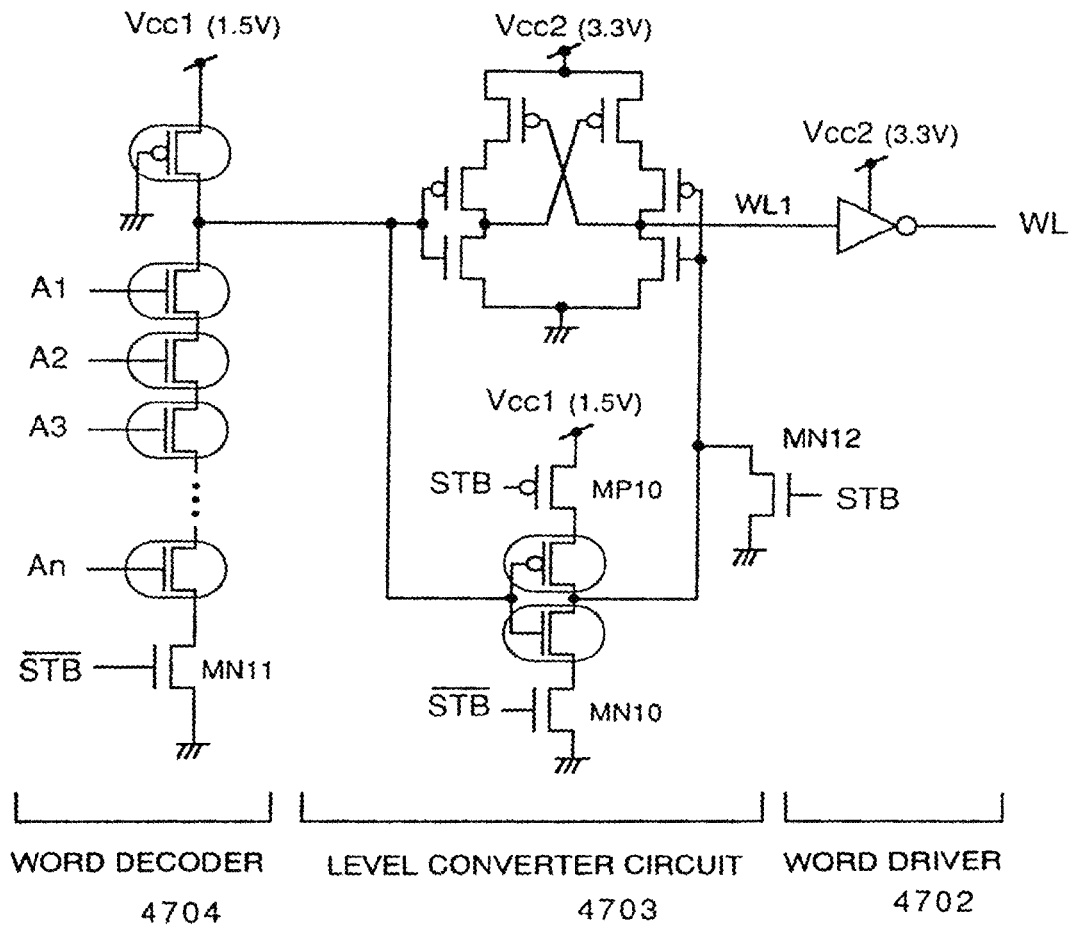 Vcc1 (1.5V)
Vcc2 (3.3V)
Vcc2 (3.3V)
WL1
WL
A1
A2
A3
Vcc1 (1.5V)
MN12
STB
MP10
STB
An
STB
MN11
STB
MN10
WORD DECODER
LEVEL CONVERTER CIRCUIT
WORD DRIVER
4704
4703
4702